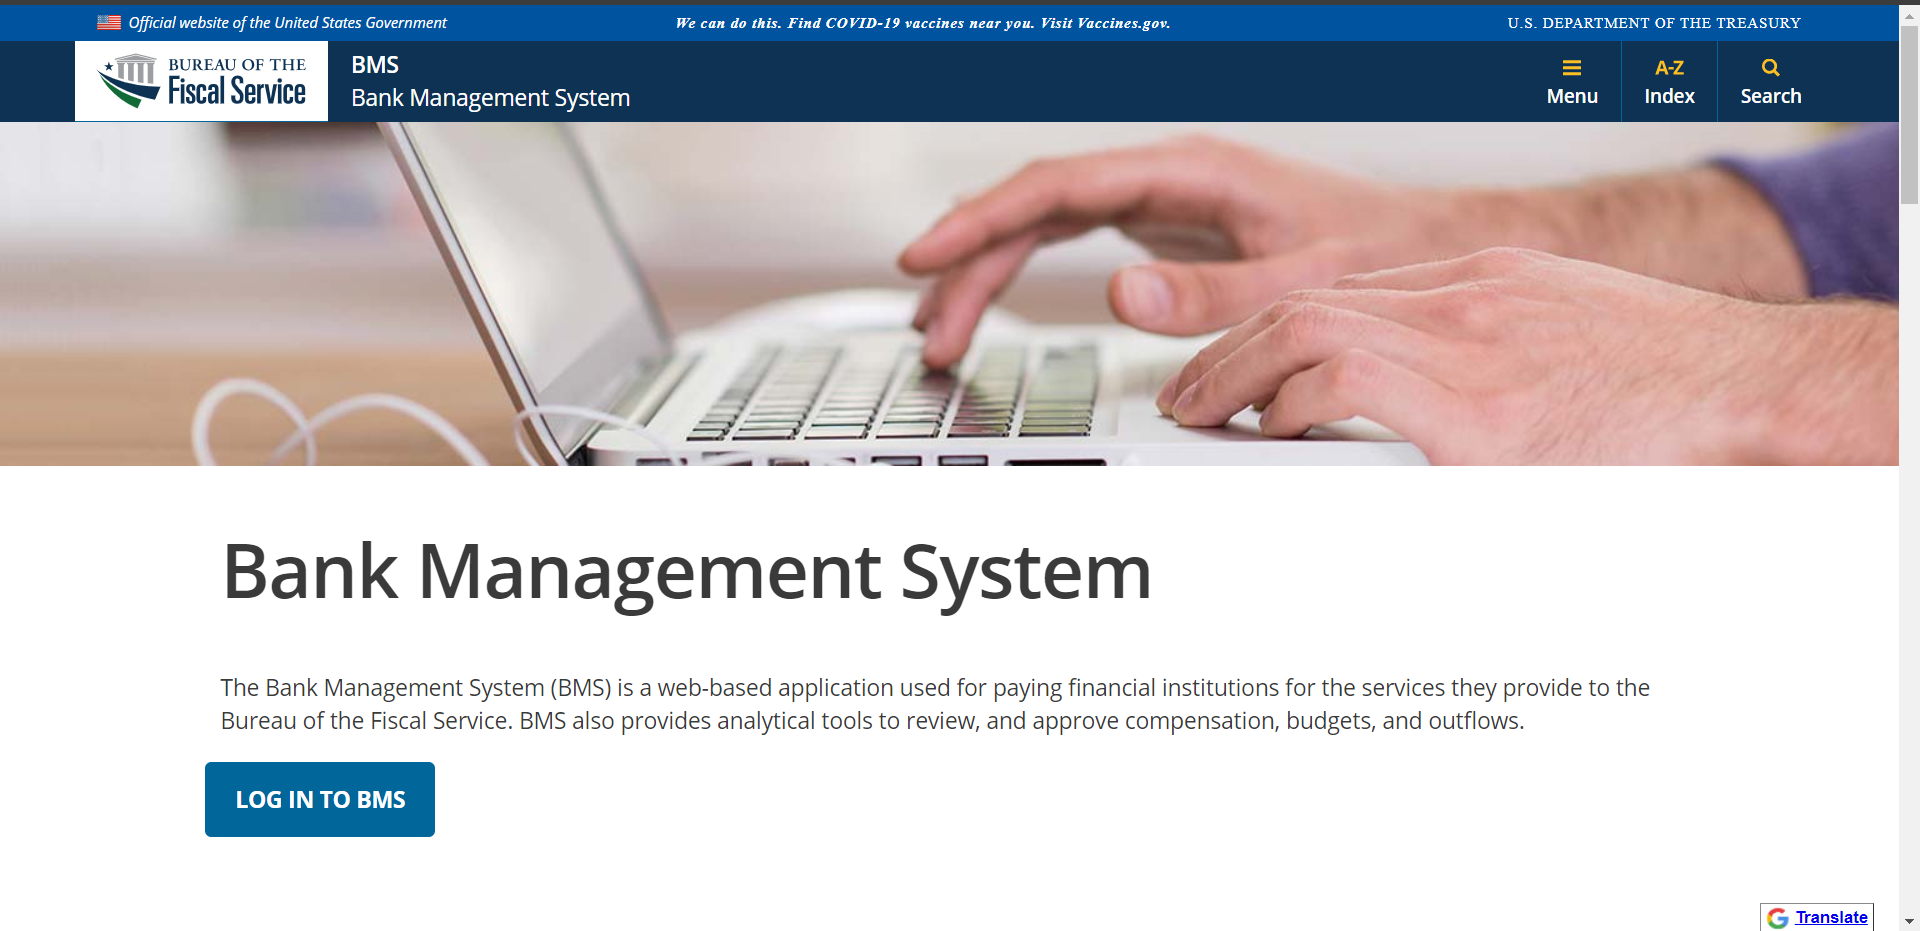 Official website of the United States Government
We can do this. Find COVID-19 vaccines near you. Visit Vaccines.gov.
U.S. DEPARTMENT OF THE TREASURY
BUREAU OF THE
Fiscal Service
BMS
Bank Management System
Menu
A-Z
Index
Search
Bank Management System
The Bank Management System (BMS) is a web-based application used for paying financial institutions for the services they provide to the
Bureau of the Fiscal Service. BMS also provides analytical tools to review, and approve compensation, budgets, and outflows.
LOG IN TO BMS
Translate